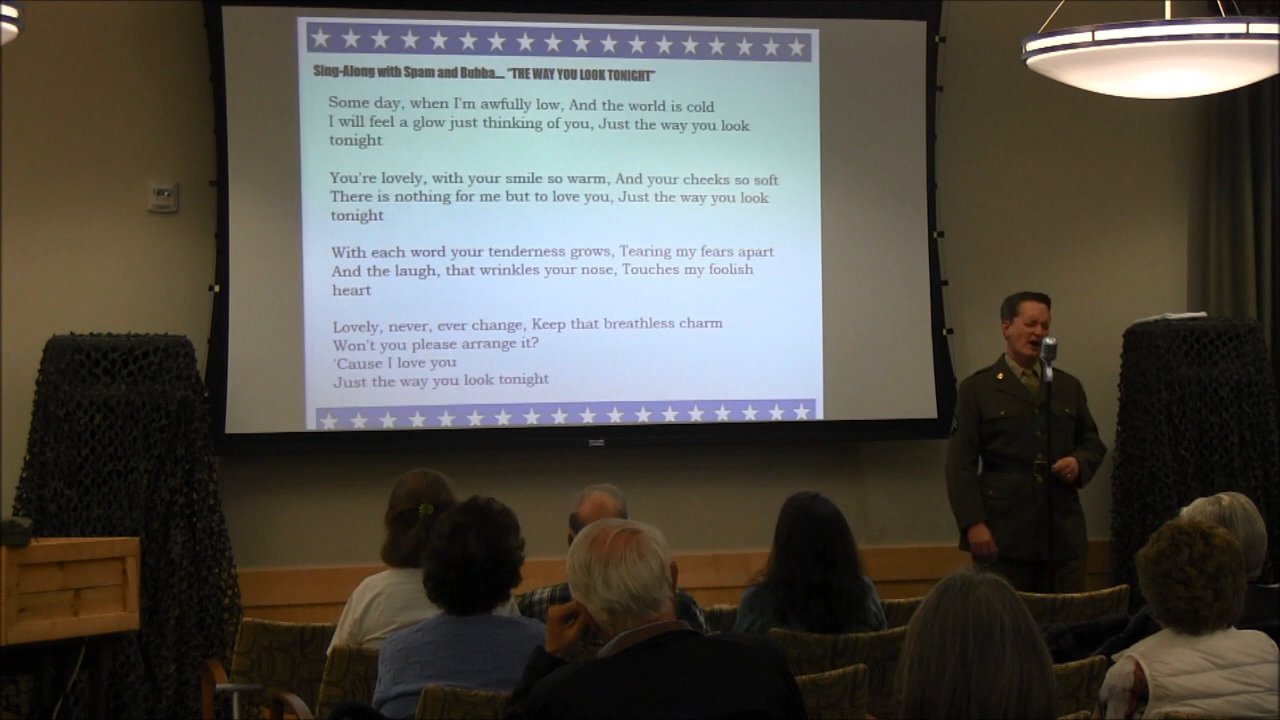 Sing-Along with Spam and Bubba... "THE WAY YOU LOOK TONIGHT"
Some day, when I'm awfully low, And the world is cold
I will feel a glow just thinking of you, Just the way you look
tonight
You're lovely, with your smile so warm, And your cheeks so soft
There is nothing for me but to love you, Just the way you look
tonight
With each word your tenderness grows, Tearing my fears apart
And the laugh, that wrinkles your nose, Touches my foolish
heart
Lovely, never, ever change, Keep that breathless charm
Won't you please arrange it?
'Cause I love you
Just the way you look tonight